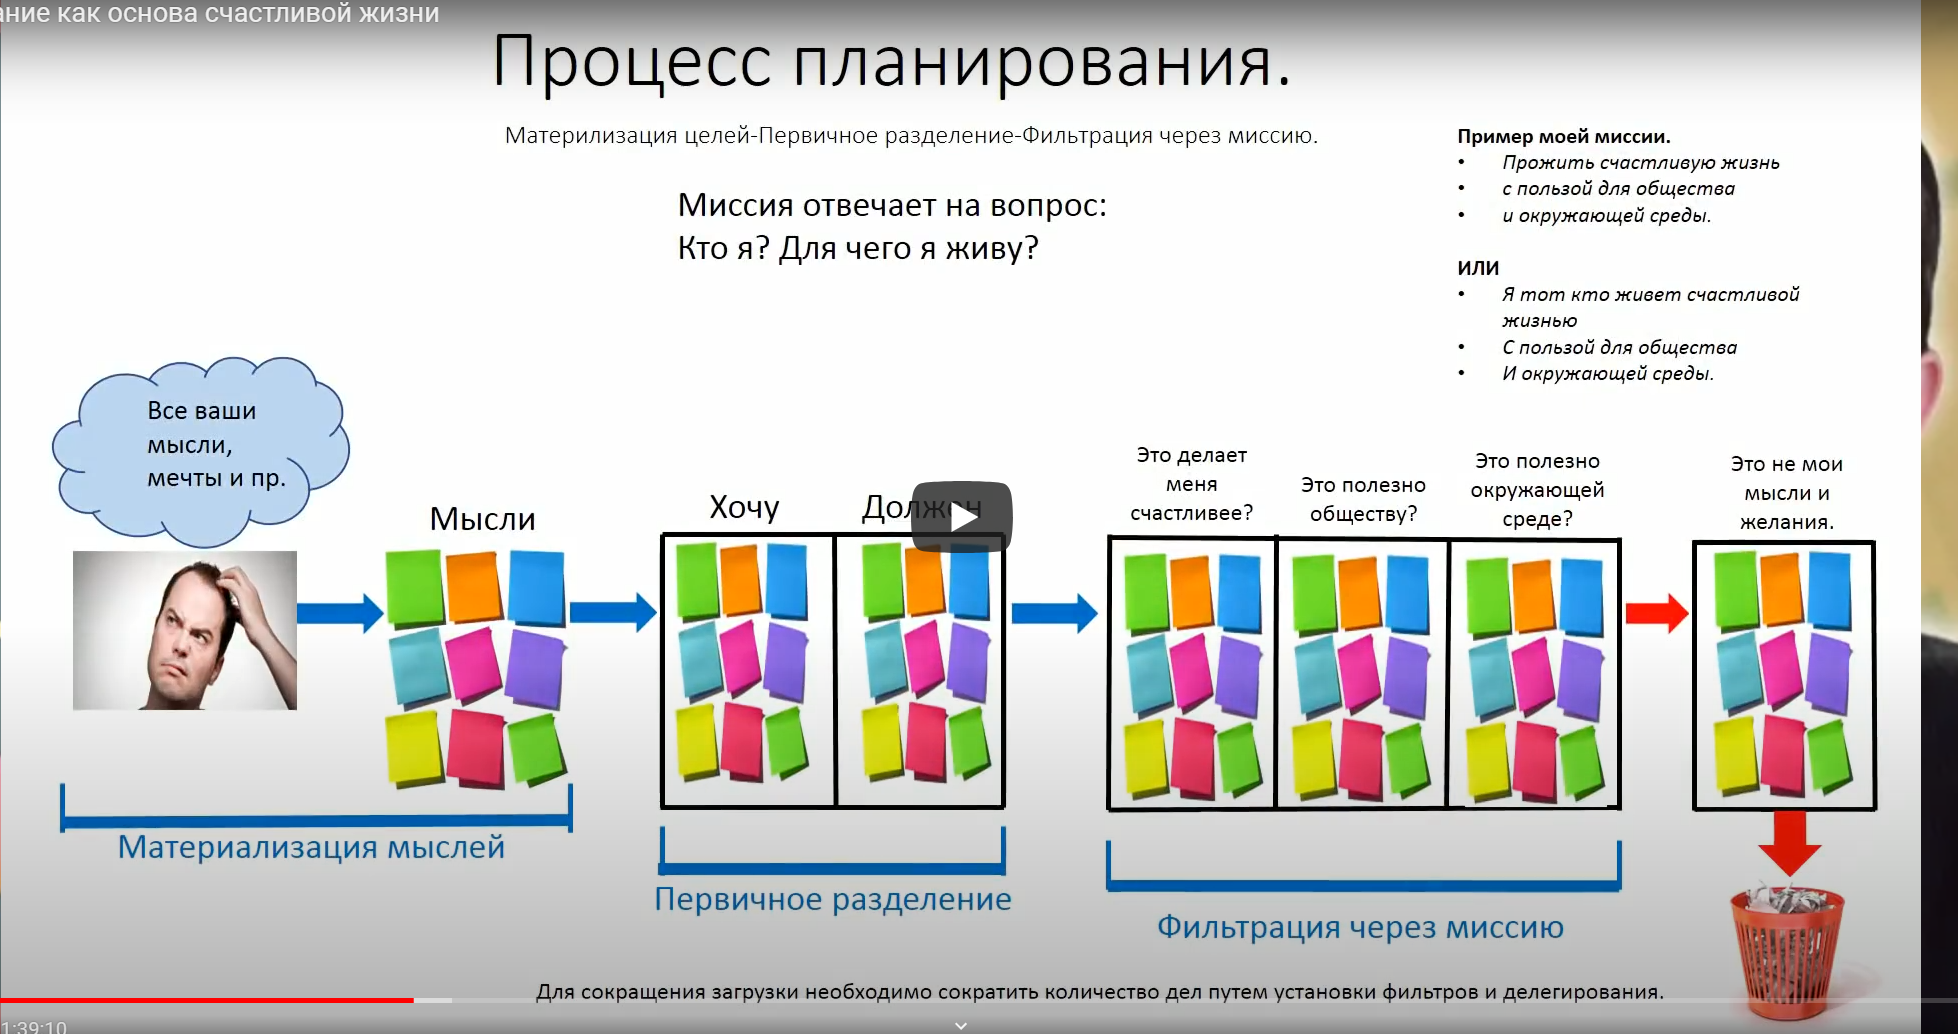 ание как основа счастливой жизни
Процесс планирования.
Материлизация целей-Первичное разделение-Фильтрация через миссию.
Миссия отвечает на вопрос:
Кто я? Для чего я живу?
Пример моей миссии.
• Прожить счастливую жизнь
• с пользой для общества
• и окружающей среды.
ИЛИ
• Я тот кто живет счастливой
жизнью
• С пользой для общества
• И окружающей среды.
Все ваши
мысли,
мечты и пр.
Мысли
Хочу
Должен
Это делает
меня
счастливее?
Это полезно
обществу?
Это полезно
окружающей
среде?
Это не мои
мысли и
желания.
Материализация мыслей
Первичное разделение
Фильтрация через миссию
Для сокращения загрузки необходимо сократить количество дел путем установки фильтров и делегирования.
1:39:10